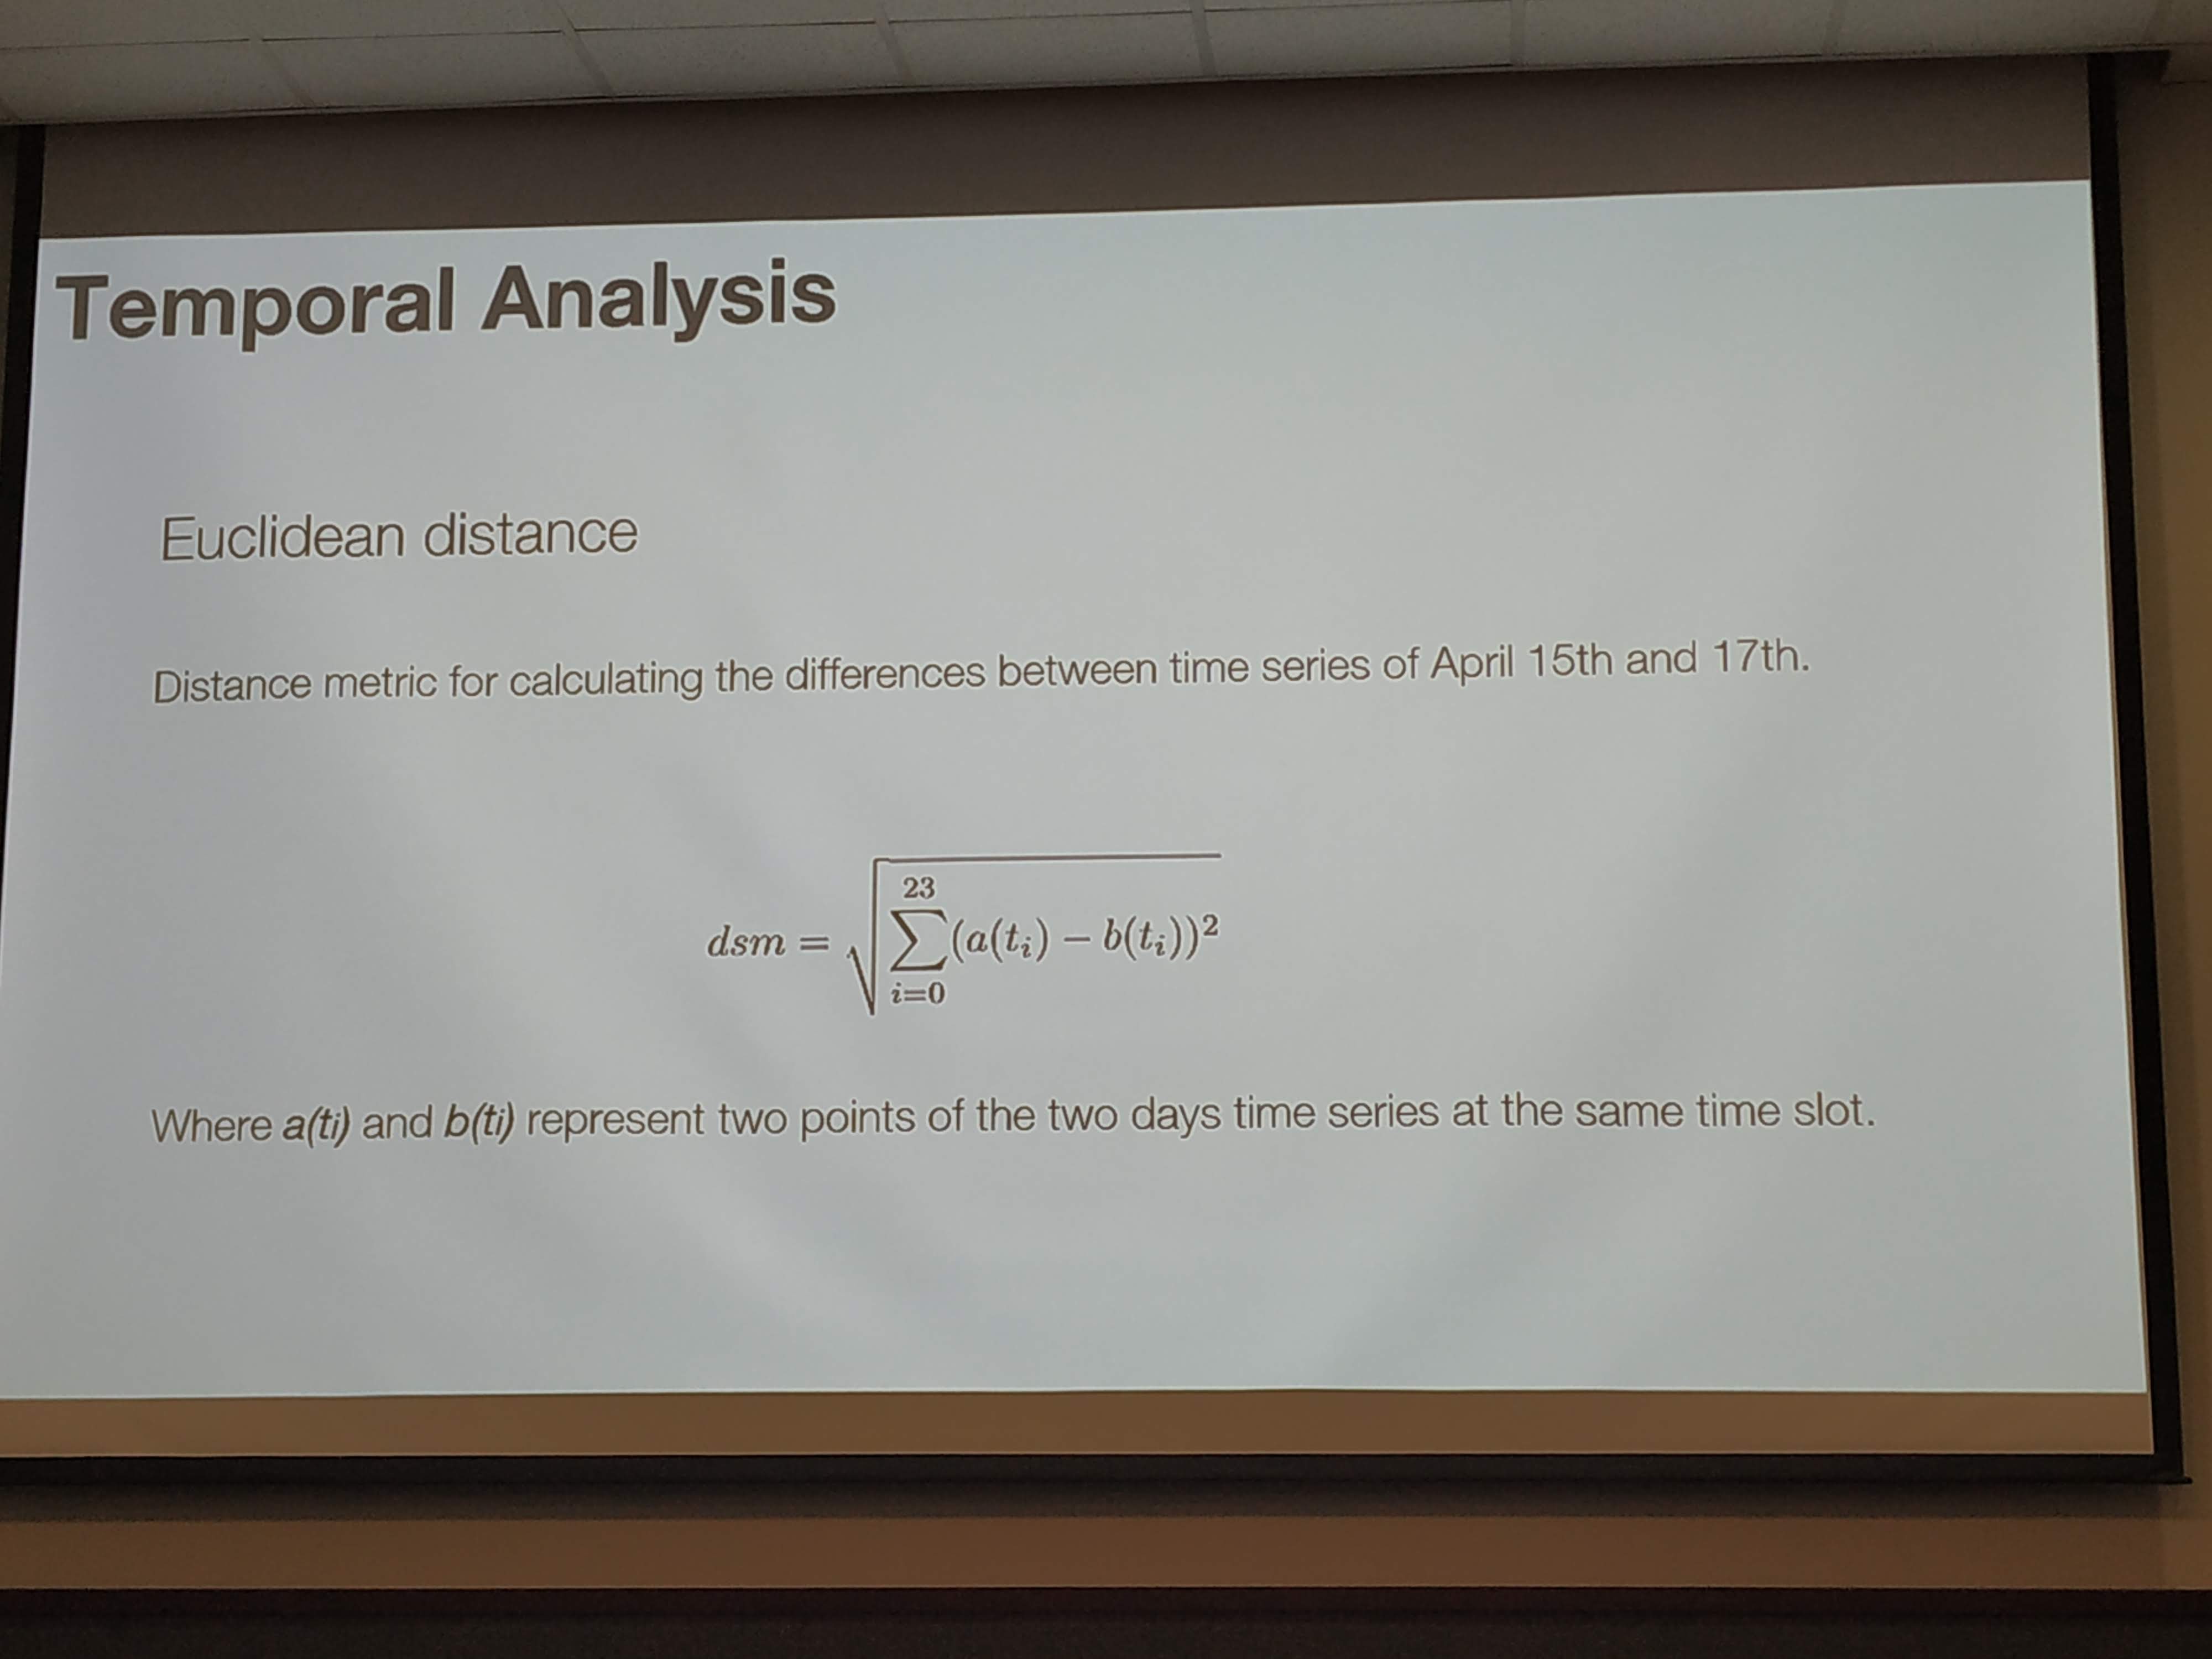 Temporal Analysis
Euclidean distance
Distance metric for calculating the differences between time series of April 15th and 17th.
dsm = √(∑_{i=0}^{23} (a(t_i) − b(t_i))²)
Where a(ti) and b(ti) represent two points of the two days time series at the same time slot.